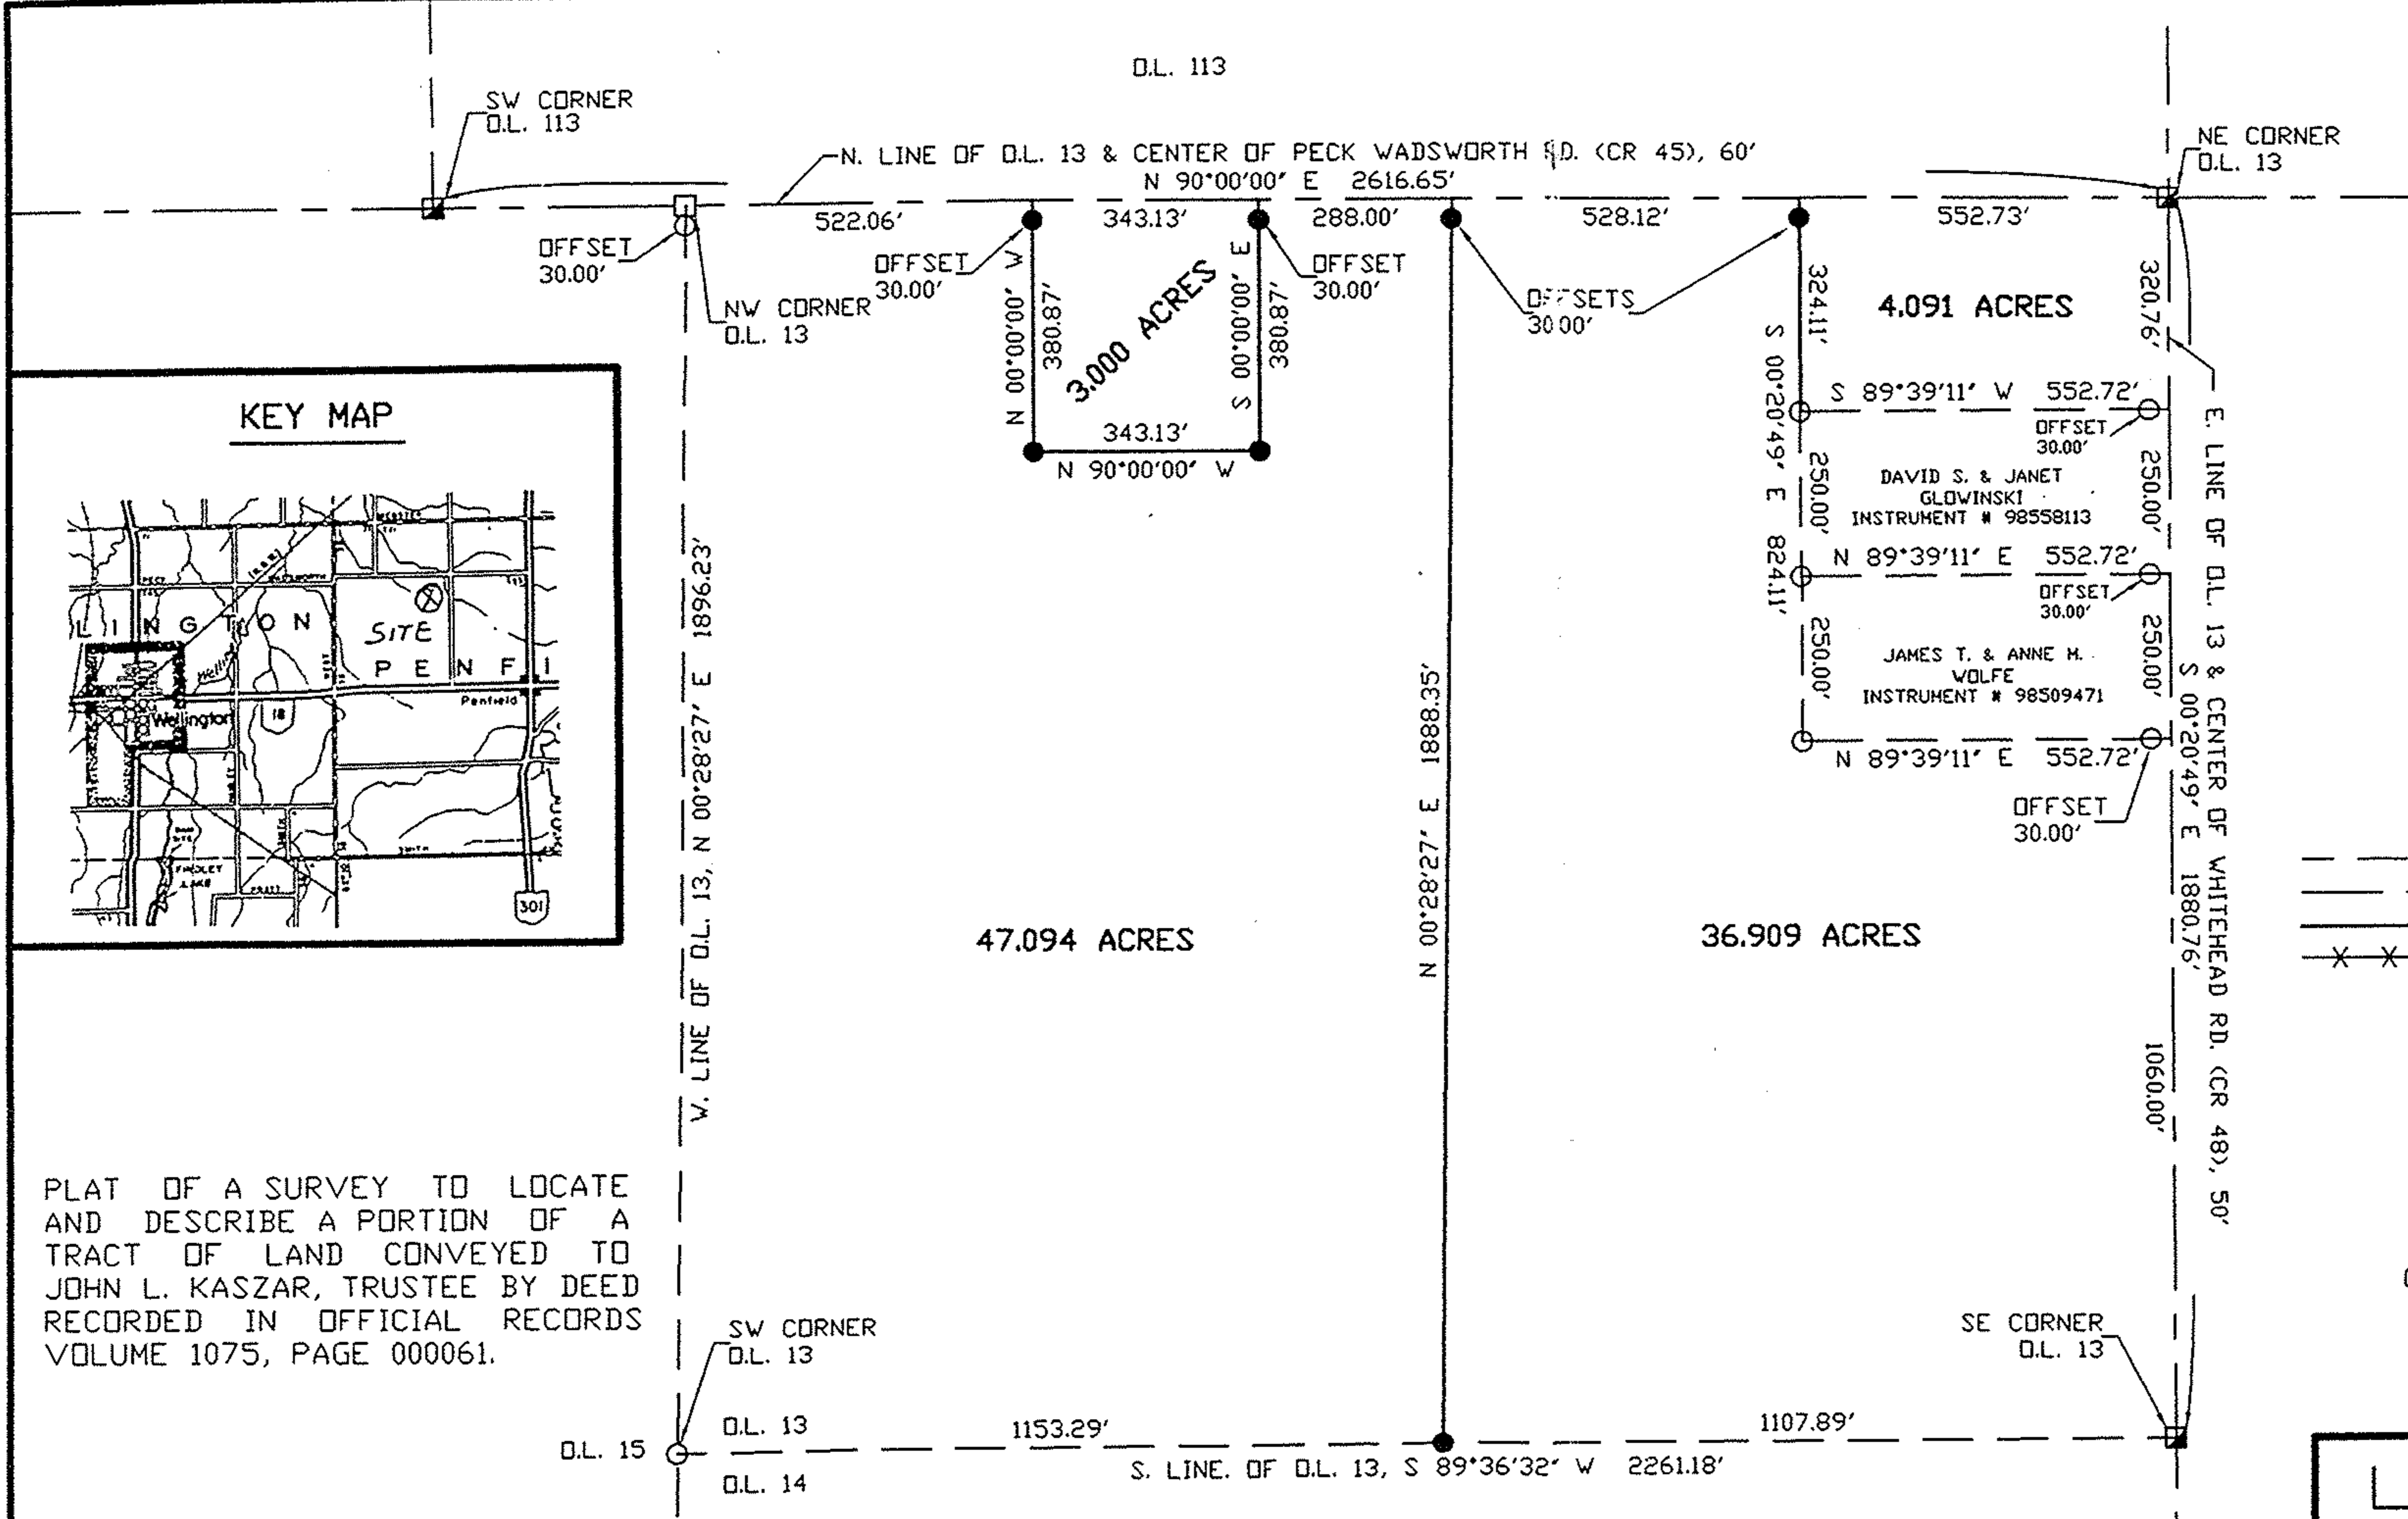 O.L. 113
SW CORNER
O.L. 113
N. LINE OF O.L. 13 & CENTER OF PECK WADSWORTH RD. (CR 45), 60'
N 90°00'00" E 2616.65'
NE CORNER
O.L. 13
522.06'
343.13'
288.00'
528.12'
552.73'
OFFSET
30.00'
NW CORNER
O.L. 13
OFFSET
30.00'
N 00°00'00" W
380.87'
3.000 ACRES
S 00°00'00" E
380.87'
OFFSET
30.00'
343.13'
N 90°00'00" W
OFFSETS
30.00'
324.11'
S 00°20'49" E 824.11'
4.091 ACRES
320.76'
S 89°39'11" W 552.72'
OFFSET
30.00'
250.00'
DAVID S. & JANET
GLOWINSKI
INSTRUMENT # 98558113
250.00'
N 89°39'11" E 552.72'
OFFSET
30.00'
250.00'
JAMES T. & ANNE M.
WOLFE
INSTRUMENT # 98509471
250.00'
N 89°39'11" E 552.72'
OFFSET
30.00'
S 00°20'49" E 1880.76'
E. LINE OF O.L. 13 & CENTER OF WHITEHEAD RD. (CR 48), 50'
1060.00'
KEY MAP
WEBSTER
PECK
WADSWORTH
LINGTON
SITE
PENFI
Penfield
Wellington
18
SMITH
FINDLEY
LAKE
PRATT
301
W. LINE OF O.L. 13, N 00°28'27" E 1896.23'
47.094 ACRES
N 00°28'27" E 1888.35'
36.909 ACRES
PLAT OF A SURVEY TO LOCATE
AND DESCRIBE A PORTION OF A
TRACT OF LAND CONVEYED TO
JOHN L. KASZAR, TRUSTEE BY DEED
RECORDED IN OFFICIAL RECORDS
VOLUME 1075, PAGE 000061.
SW CORNER
O.L. 13
SE CORNER
O.L. 13
O.L. 15
O.L. 13
O.L. 14
1153.29'
1107.89'
S. LINE. OF O.L. 13, S 89°36'32" W 2261.18'